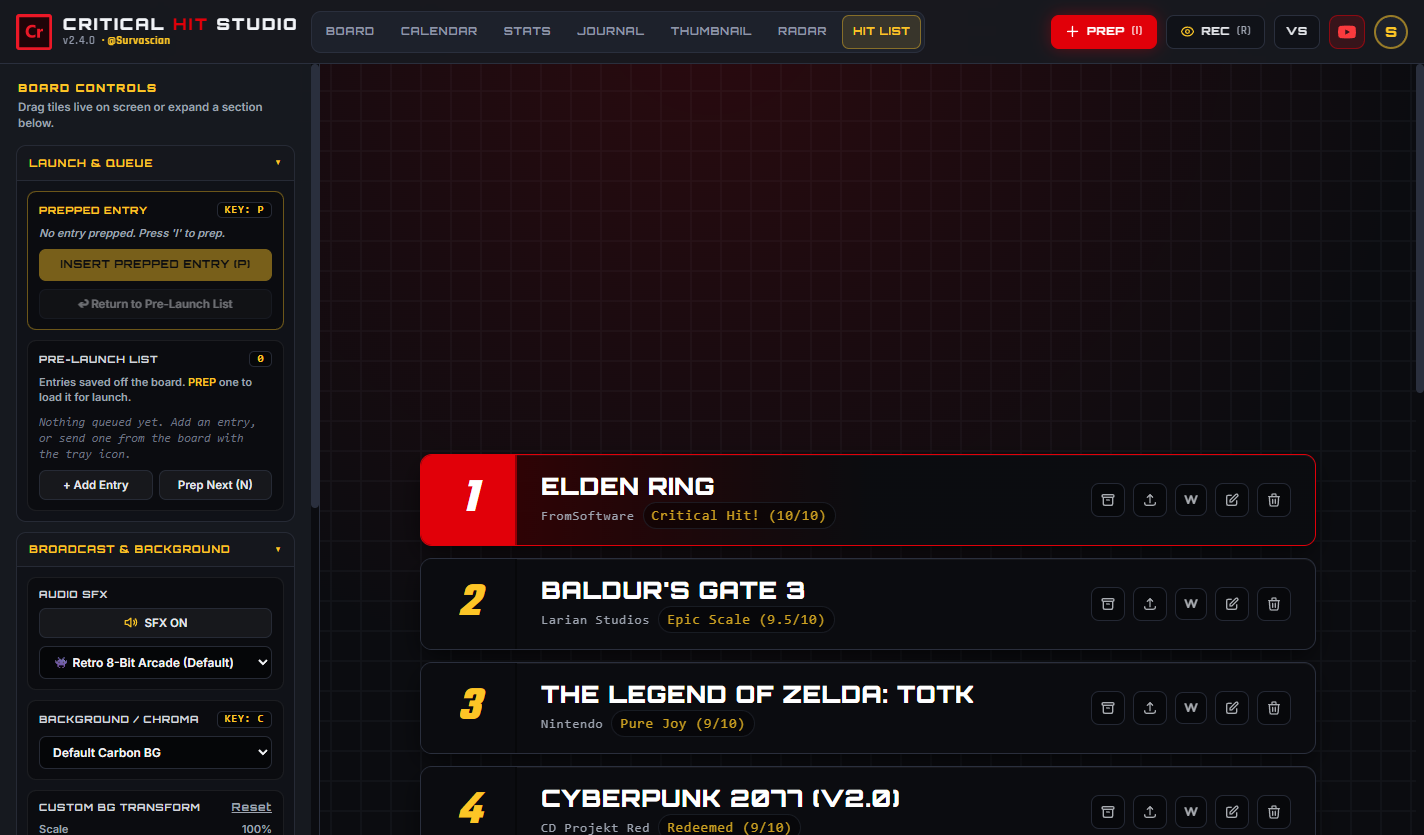 Cr
CRITICAL HIT STUDIO
v2.4.0 · @Survascian
BOARD
CALENDAR
STATS
JOURNAL
THUMBNAIL
RADAR
HIT LIST
+ PREP (I)
REC (R)
VS
S
BOARD CONTROLS
Drag tiles live on screen or expand a section
below.
LAUNCH & QUEUE ▼
PREPPED ENTRY KEY: P
No entry prepped. Press 'I' to prep.
INSERT PREPPED ENTRY (P)
↩ Return to Pre-Launch List
PRE-LAUNCH LIST 0
Entries saved off the board. PREP one to
load it for launch.
Nothing queued yet. Add an entry,
or send one from the board with
the tray icon.
+ Add Entry
Prep Next (N)
BROADCAST & BACKGROUND ▼
AUDIO SFX
SFX ON
Retro 8-Bit Arcade (Default)
BACKGROUND / CHROMA KEY: C
Default Carbon BG
CUSTOM BG TRANSFORM Reset
Scale 100%
1
ELDEN RING
FromSoftware Critical Hit! (10/10)
W
2
BALDUR'S GATE 3
Larian Studios Epic Scale (9.5/10)
W
3
THE LEGEND OF ZELDA: TOTK
Nintendo Pure Joy (9/10)
W
4
CYBERPUNK 2077 (V2.0)
CD Projekt Red Redeemed (9/10)
W